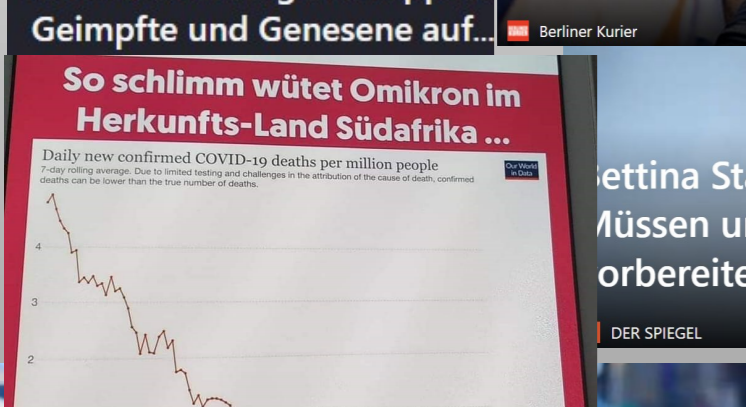 Geimpfte und Genesene auf...
Berliner Kurier
So schlimm wütet Omikron im
Herkunfts-Land Südafrika ...
Daily new confirmed COVID-19 deaths per million people
7-day rolling average. Due to limited testing and challenges in the attribution of the cause of death, confirmed
deaths can be lower than the true number of deaths.
Our World
in Data
4
3
2
DER SPIEGEL